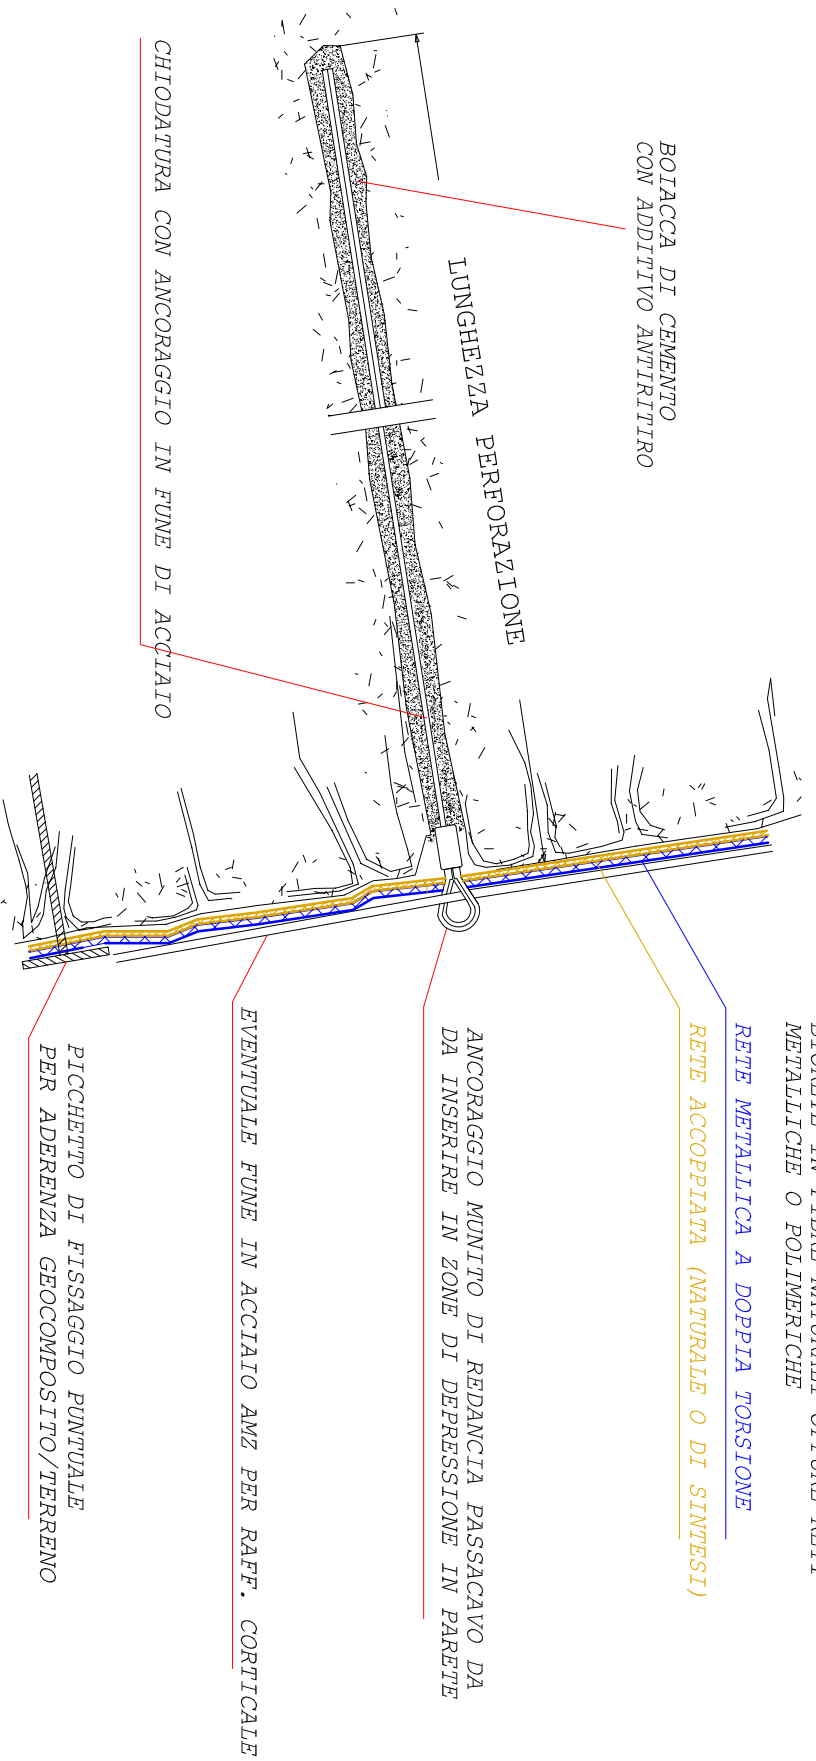 BOIACCA DI CEMENTO
CON ADDITIVO ANTIRITIRO
LUNGHEZZA PERFORAZIONE
CHIODATURA CON ANCORAGGIO IN FUNE DI ACCIAIO
METALLICHE O POLIMERICHE
RETE METALLICA A DOPPIA TORSIONE
RETE ACCOPPIATA (NATURALE O DI SINTESI)
ANCORAGGIO MUNITO DI REDANCIA PASSACAVO DA
DA INSERIRE IN ZONE DI DEPRESSIONE IN PARETE
EVENTUALE FUNE IN ACCIAIO AMZ PER RAFF. CORTICALE
PICCHETTO DI FISSAGGIO PUNTUALE
PER ADERENZA GEOCOMPOSITO/TERRENO